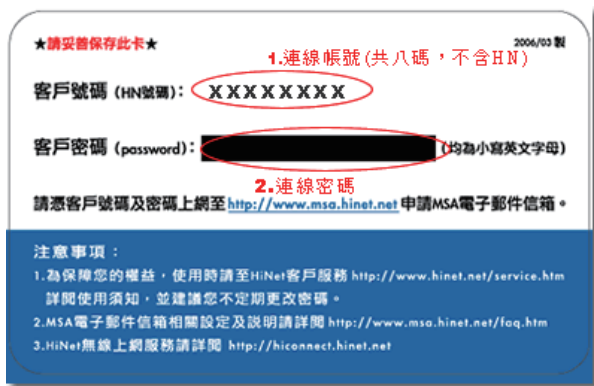 ★請妥善保存此卡★
2006/03 製
1.連線帳號(共八碼，不含HN)
客戶號碼 (HN號碼)： XXXXXXXX
客戶密碼 (password)： (均為小寫英文字母)
2.連線密碼
請憑客戶號碼及密碼上網至http://www.msa.hinet.net 申請MSA電子郵件信箱。
注意事項：
1.為保障您的權益，使用時請至HiNet客戶服務 http://www.hinet.net/service.htm
詳閱使用須知，並建議您不定期更改密碼。
2.MSA電子郵件信箱相關設定及說明請詳閱 http://www.msa.hinet.net/faq.htm
3.HiNet無線上網服務請詳閱 http://hiconnect.hinet.net